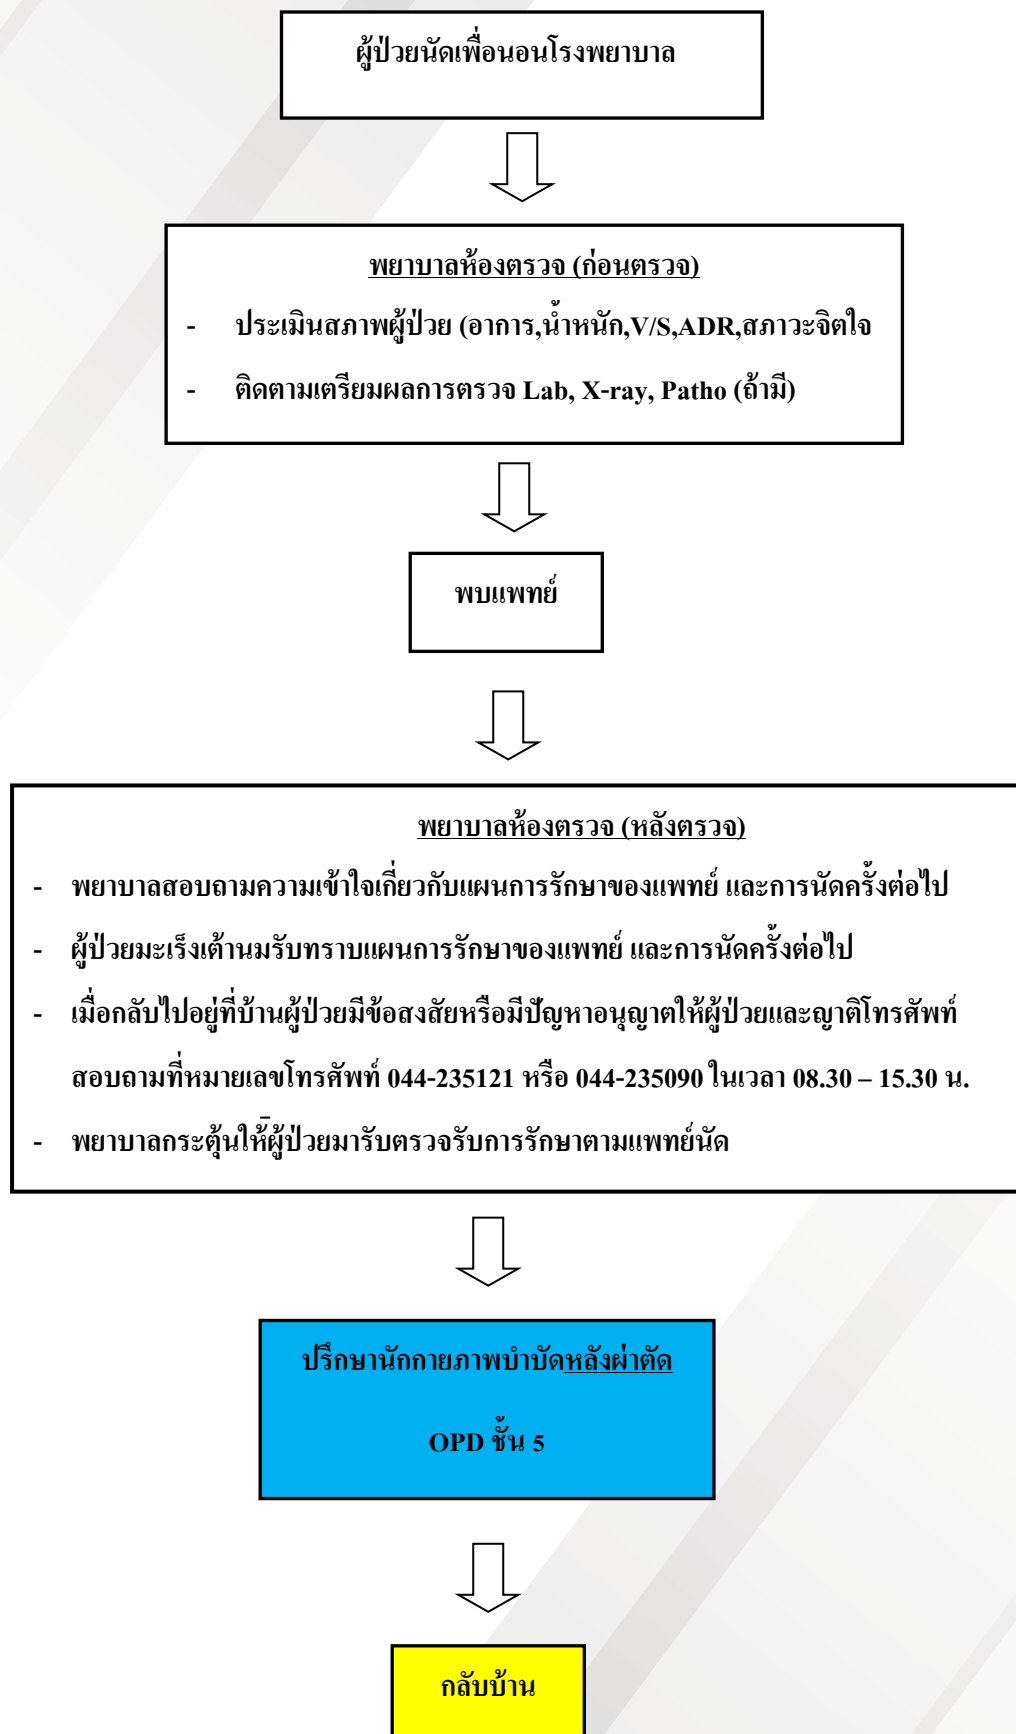 ผู้ป่วยนัดเพื่อนอนโรงพยาบาล
พยาบาลห้องตรวจ (ก่อนตรวจ)
- ประเมินสภาพผู้ป่วย (อาการ,น้ำหนัก,V/S,ADR,สภาวะจิตใจ
- ติดตามเตรียมผลการตรวจ Lab, X-ray, Patho (ถ้ามี)
พบแพทย์
พยาบาลห้องตรวจ (หลังตรวจ)
- พยาบาลสอบถามความเข้าใจเกี่ยวกับแผนการรักษาของแพทย์ และการนัดครั้งต่อไป
- ผู้ป่วยมะเร็งเต้านมรับทราบแผนการรักษาของแพทย์ และการนัดครั้งต่อไป
- เมื่อกลับไปอยู่ที่บ้านผู้ป่วยมีข้อสงสัยหรือมีปัญหาอนุญาตให้ผู้ป่วยและญาติโทรศัพท์
สอบถามที่หมายเลขโทรศัพท์ 044-235121 หรือ 044-235090 ในเวลา 08.30 – 15.30 น.
- พยาบาลกระตุ้นให้ผู้ป่วยมารับตรวจรับการรักษาตามแพทย์นัด
ปรึกษานักกายภาพบำบัดหลังผ่าตัด
OPD ชั้น 5
กลับบ้าน